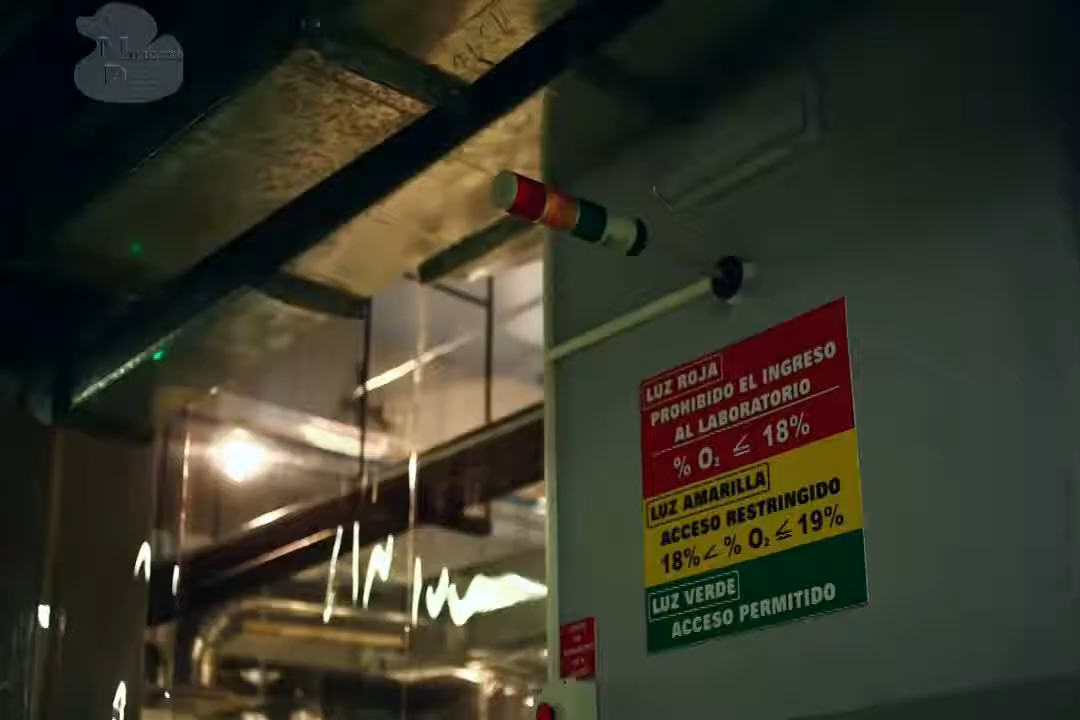 LUZ ROJA
PROHIBIDO EL INGRESO
AL LABORATORIO
% O₂ ≤ 18%
LUZ AMARILLA
ACCESO RESTRINGIDO
18% < % O₂ ≤ 19%
LUZ VERDE
ACCESO PERMITIDO